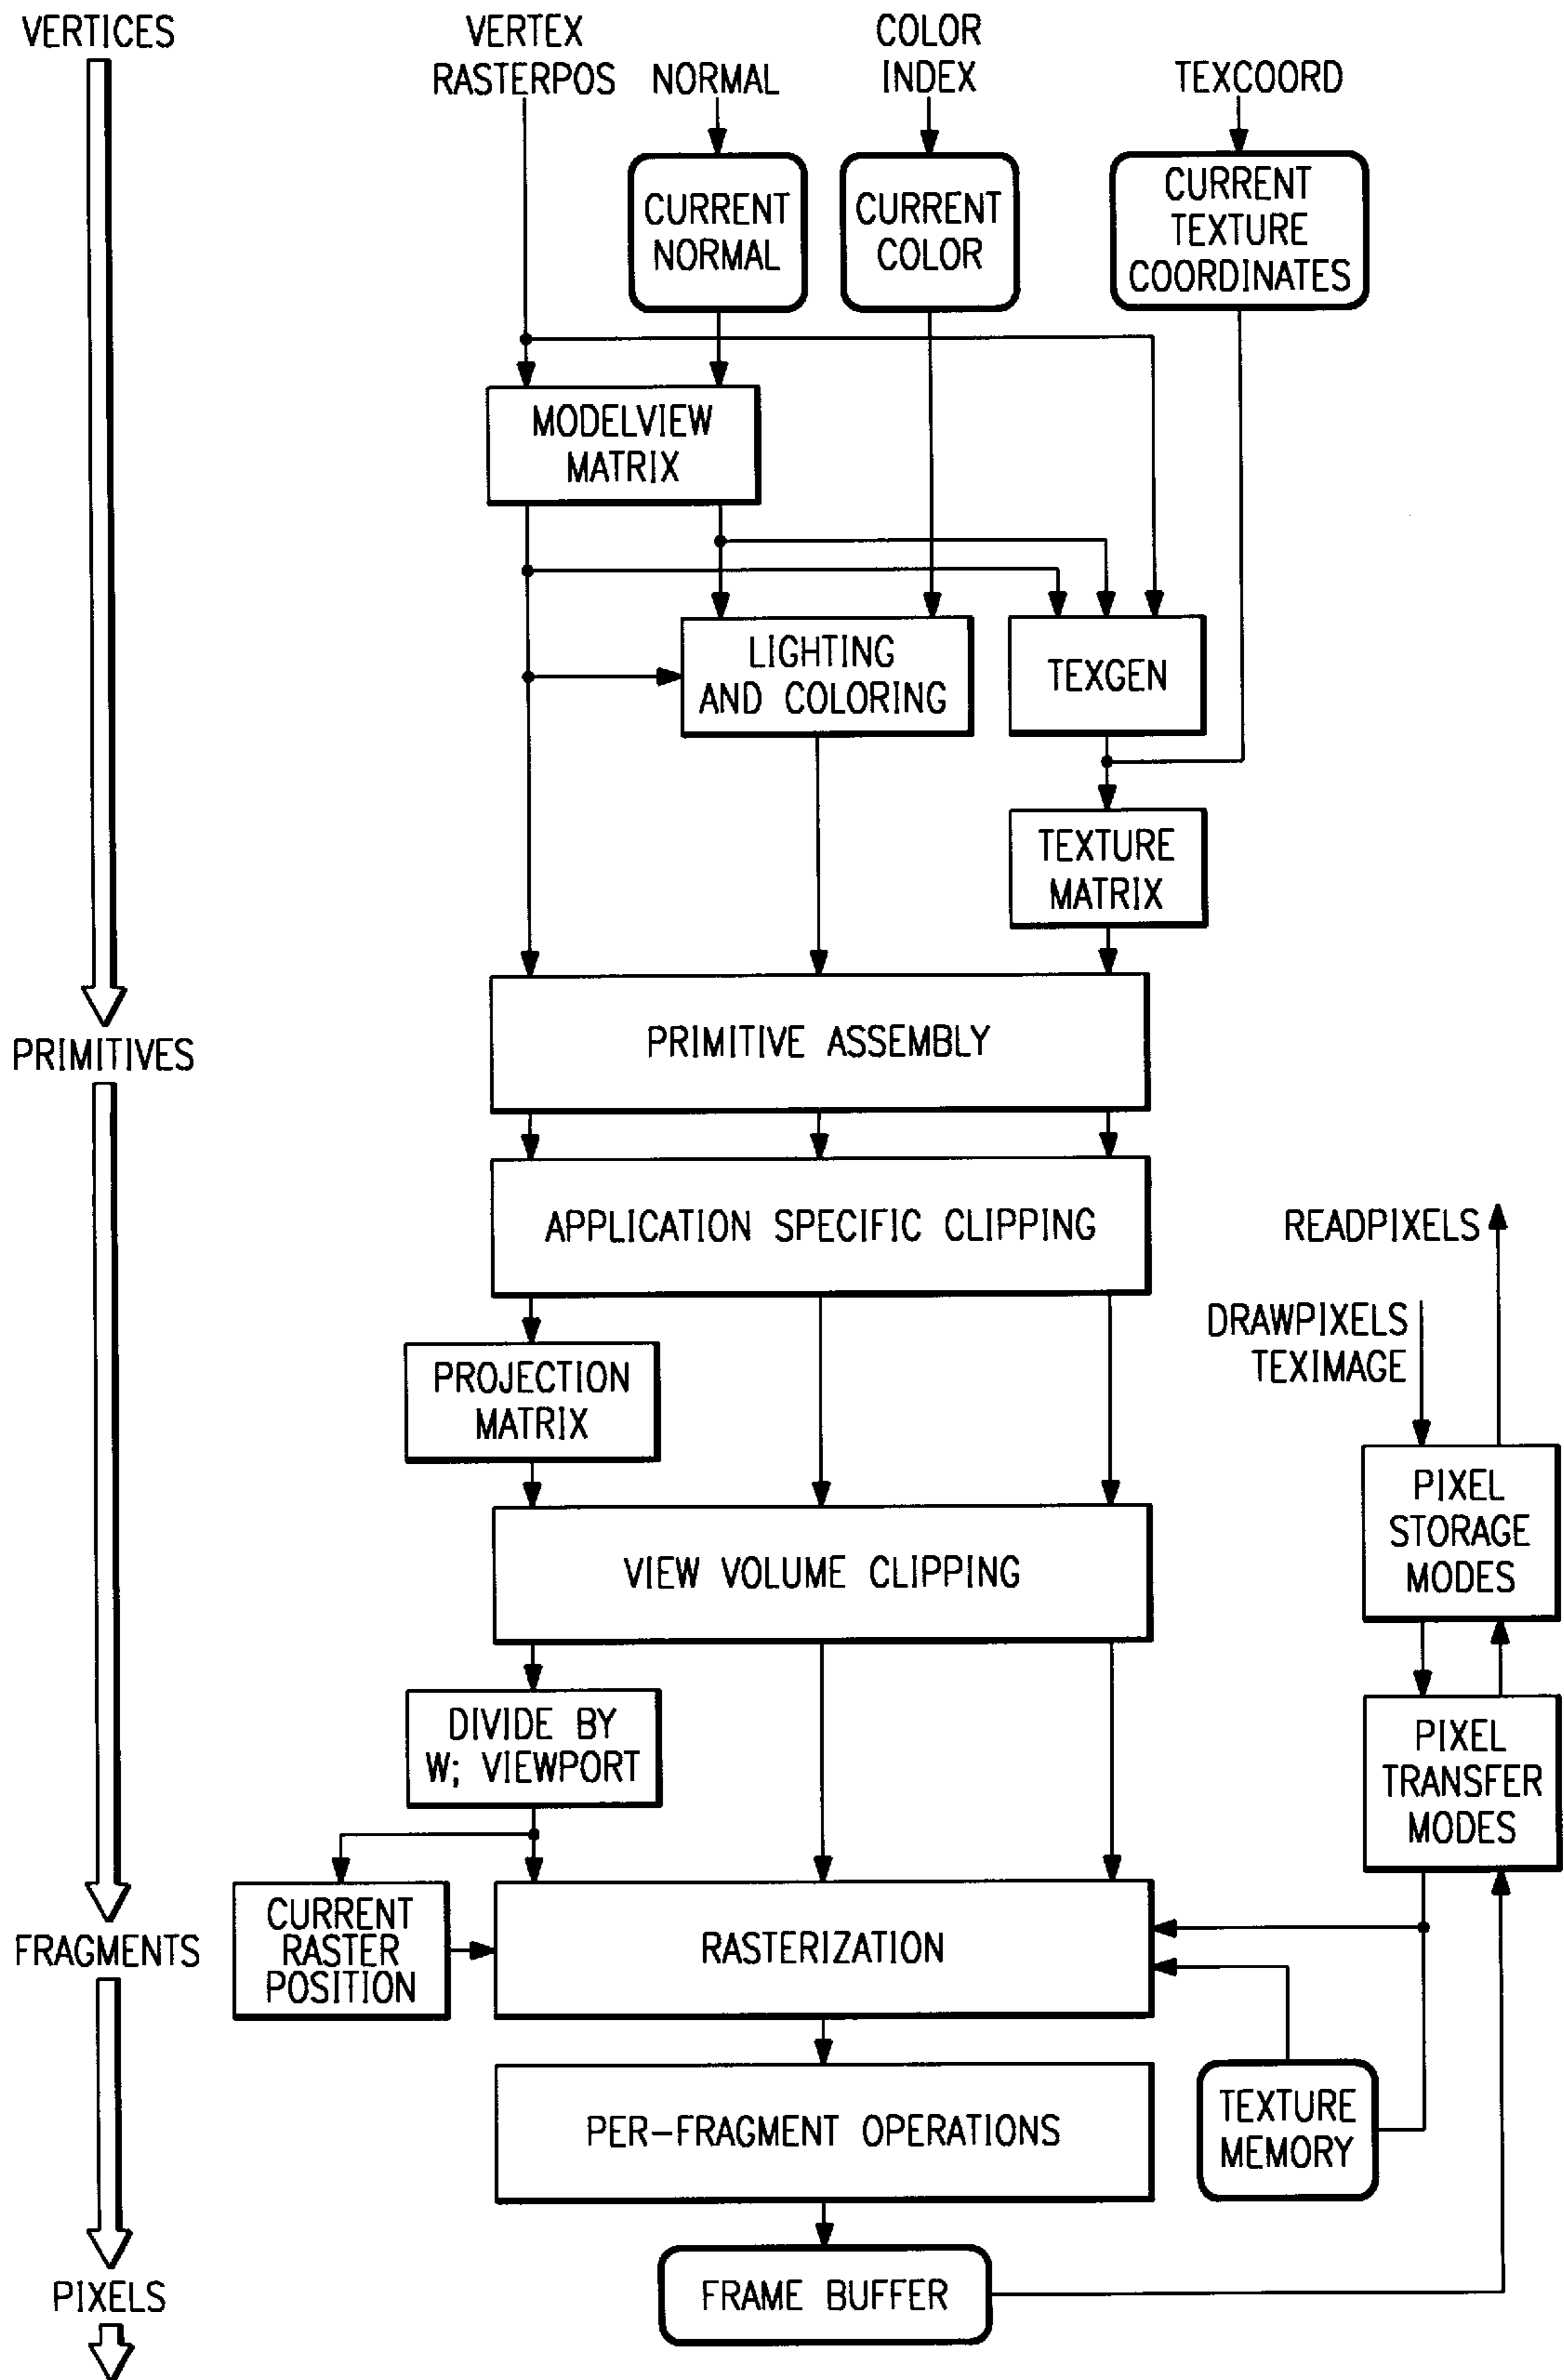 VERTICES
VERTEX
RASTERPOS
NORMAL
COLOR
INDEX
TEXCOORD
CURRENT
NORMAL
CURRENT
COLOR
CURRENT
TEXTURE
COORDINATES
MODELVIEW
MATRIX
LIGHTING
AND COLORING
TEXGEN
TEXTURE
MATRIX
PRIMITIVES
PRIMITIVE ASSEMBLY
APPLICATION SPECIFIC CLIPPING
READPIXELS
DRAWPIXELS
TEXIMAGE
PROJECTION
MATRIX
PIXEL
STORAGE
MODES
VIEW VOLUME CLIPPING
DIVIDE BY
W; VIEWPORT
PIXEL
TRANSFER
MODES
FRAGMENTS
CURRENT
RASTER
POSITION
RASTERIZATION
PER-FRAGMENT OPERATIONS
TEXTURE
MEMORY
PIXELS
FRAME BUFFER